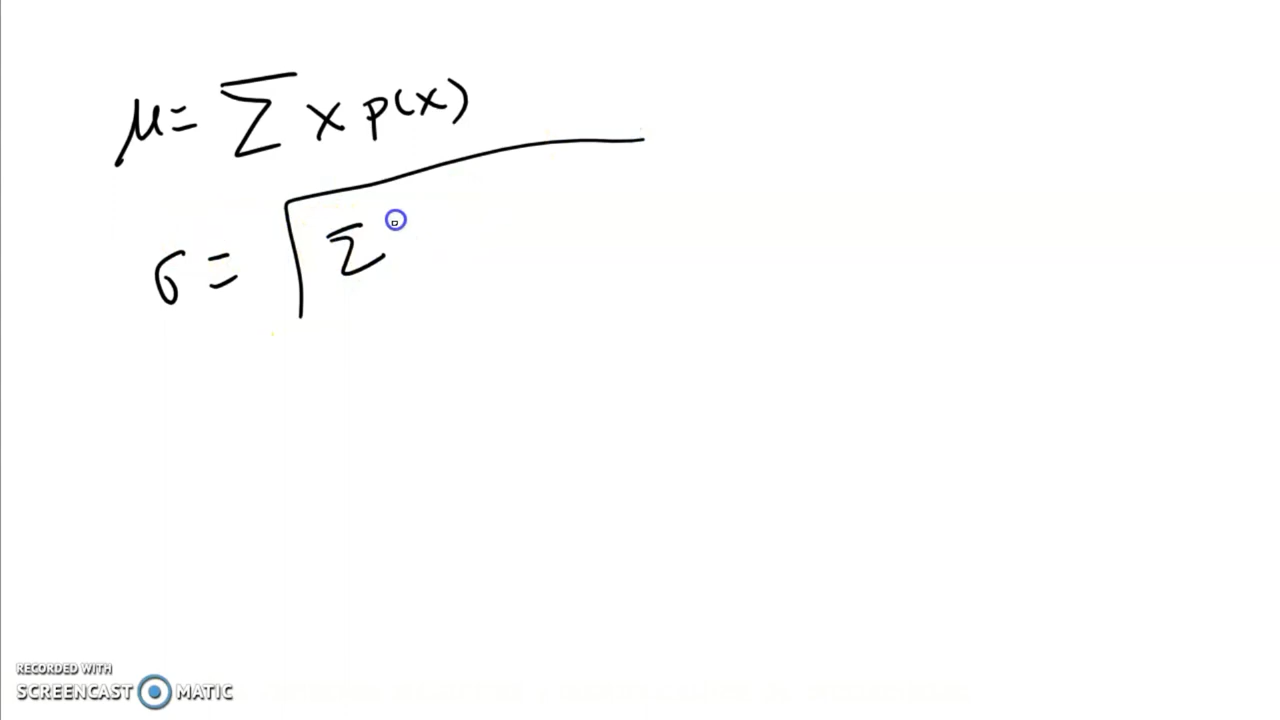 μ = Σ x p(x)
σ = √Σ
RECORDED WITH
SCREENCAST MATIC